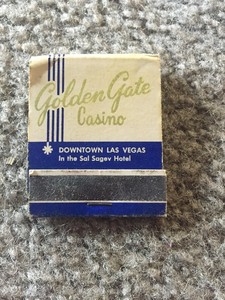 Golden Gate
Casino
DOWNTOWN LAS VEGAS
In the Sal Sagev Hotel